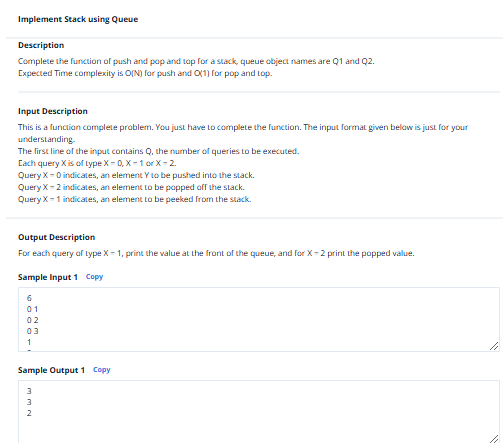 Implement Stack using Queue
Description
Complete the function of push and pop and top for a stack, queue object names are Q1 and Q2.
Expected Time complexity is O(N) for push and O(1) for pop and top.
Input Description
This is a function complete problem. You just have to complete the function. The input format given below is just for your
understanding.
The first line of the input contains Q, the number of queries to be executed.
Each query X is of type X = 0, X = 1 or X = 2.
Query X = 0 indicates, an element Y to be pushed into the stack.
Query X = 2 indicates, an element to be popped off the stack.
Query X = 1 indicates, an element to be peeked from the stack.
Output Description
For each query of type X = 1, print the value at the front of the queue, and for X = 2 print the popped value.
Sample Input 1 Copy
6
0 1
0 2
0 3
1
Sample Output 1 Copy
3
3
2